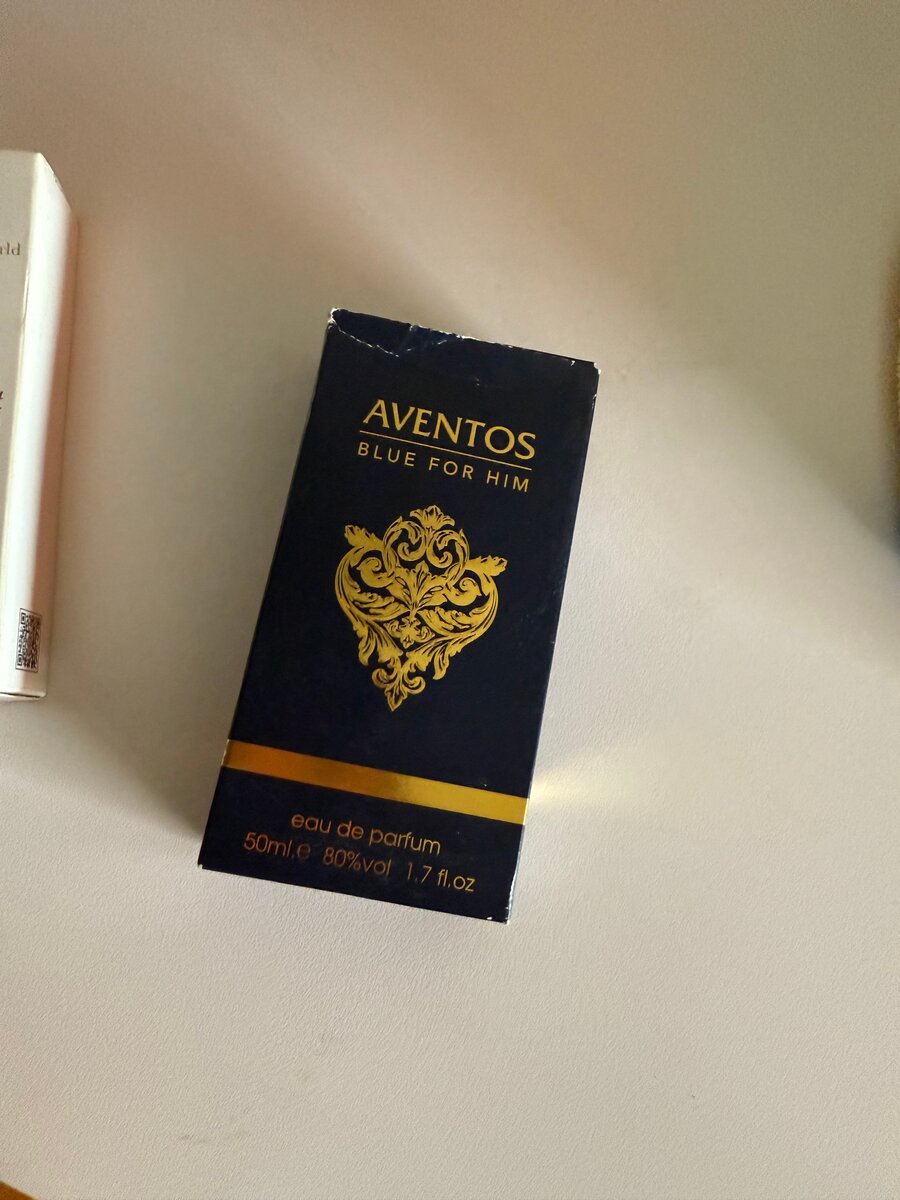 AVENTOS
BLUE FOR HIM
eau de parfum
50ml.e 80%vol 1.7 fl.oz